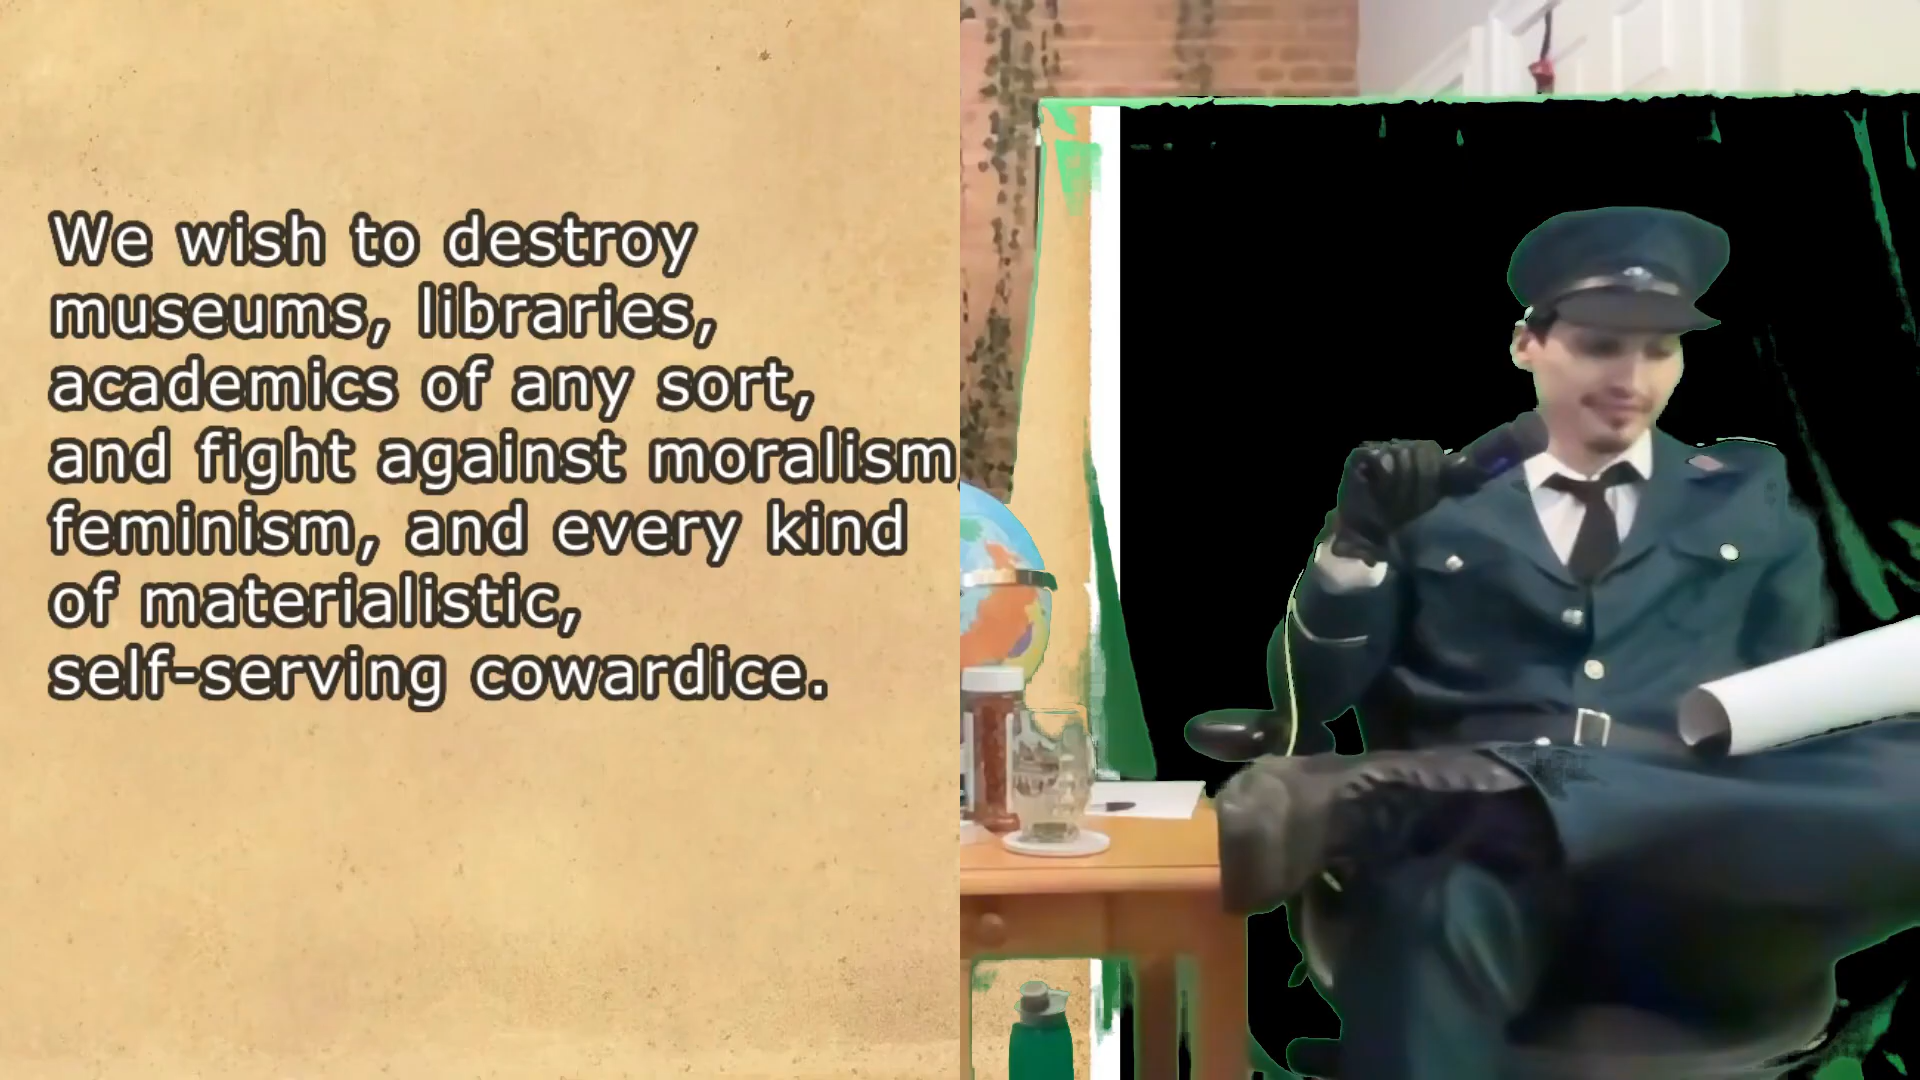 We wish to destroy
museums, libraries,
academics of any sort,
and fight against moralism
feminism, and every kind
of materialistic,
self-serving cowardice.